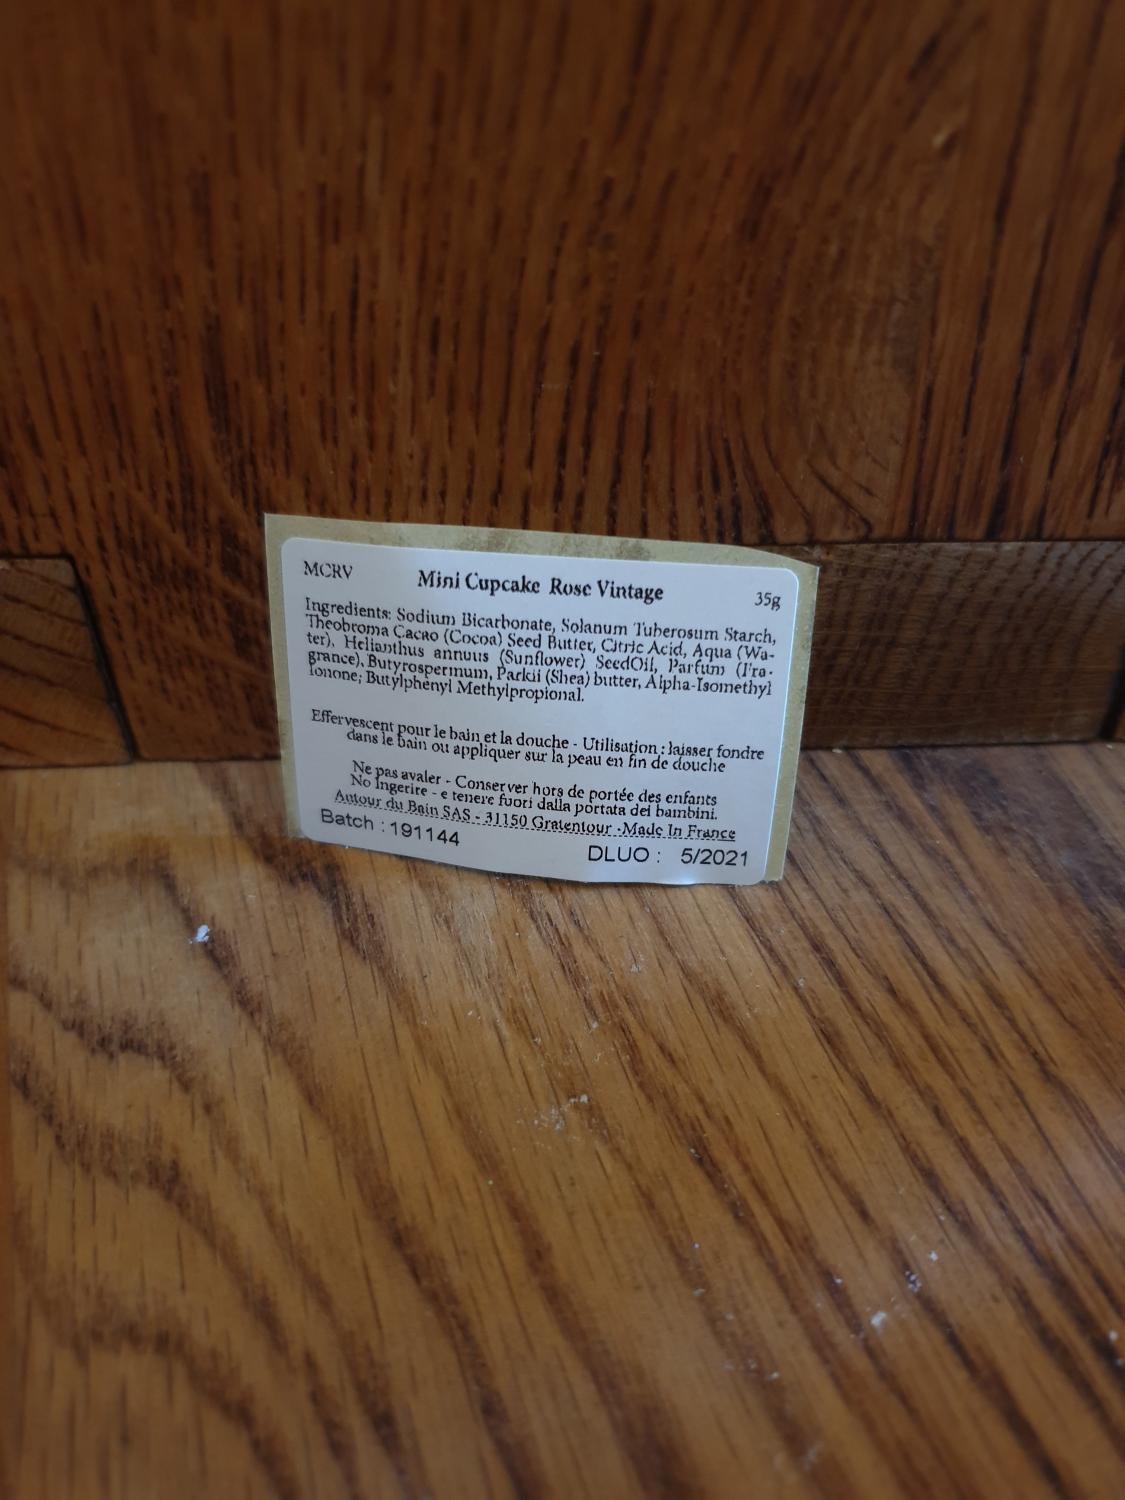 MCRV Mini Cupcake Rose Vintage 35g
Ingredients: Sodium Bicarbonate, Solanum Tuberosum Starch,
Theobroma Cacao (Cocoa) Seed Butter, Citric Acid, Aqua (Wa-
ter), Helianthus annuus (Sunflower) SeedOil, Parfum (Fra-
grance), Butyrospermum, Parkii (Shea) butter, Alpha-Isomethyl
Ionone; Butylphenyl Methylpropional.
Effervescent pour le bain et la douche - Utilisation : laisser fondre
dans le bain ou appliquer sur la peau en fin de douche
Ne pas avaler - Conserver hors de portée des enfants
No Ingerire - e tenere fuori dalla portata dei bambini.
Autour du Bain SAS - 31150 Gratentour -Made In France
Batch : 191144 DLUO : 5/2021